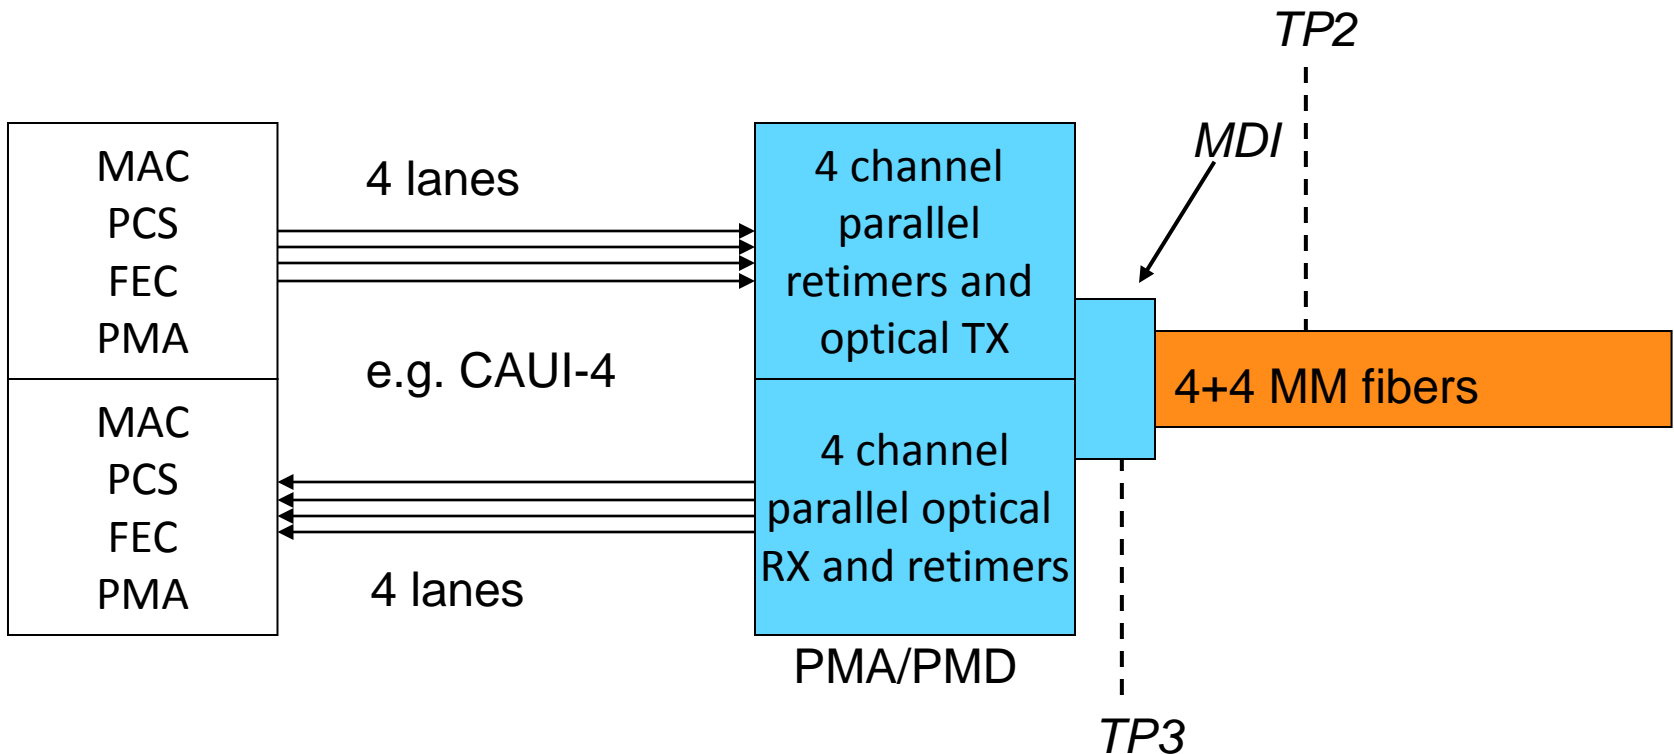 TP2
MDI
MAC
PCS
FEC
PMA
4 lanes
4 channel
parallel
retimers and
optical TX
e.g. CAUI-4
4+4 MM fibers
MAC
PCS
FEC
PMA
4 channel
parallel optical
RX and retimers
4 lanes
PMA/PMD
TP3